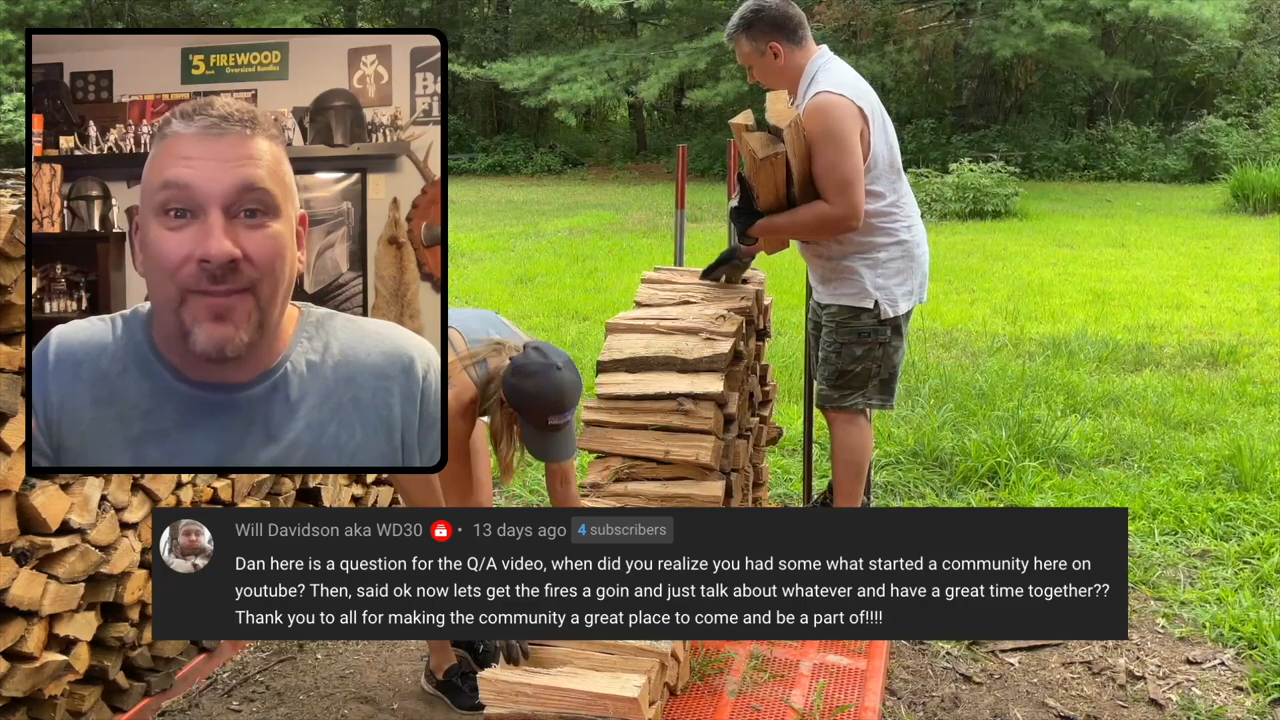 $5 FIREWOOD
Oversized Bundles
Will Davidson aka WD30 · 13 days ago 4 subscribers
Dan here is a question for the Q/A video, when did you realize you had some what started a community here on
youtube? Then, said ok now lets get the fires a goin and just talk about whatever and have a great time together??
Thank you to all for making the community a great place to come and be a part of!!!!